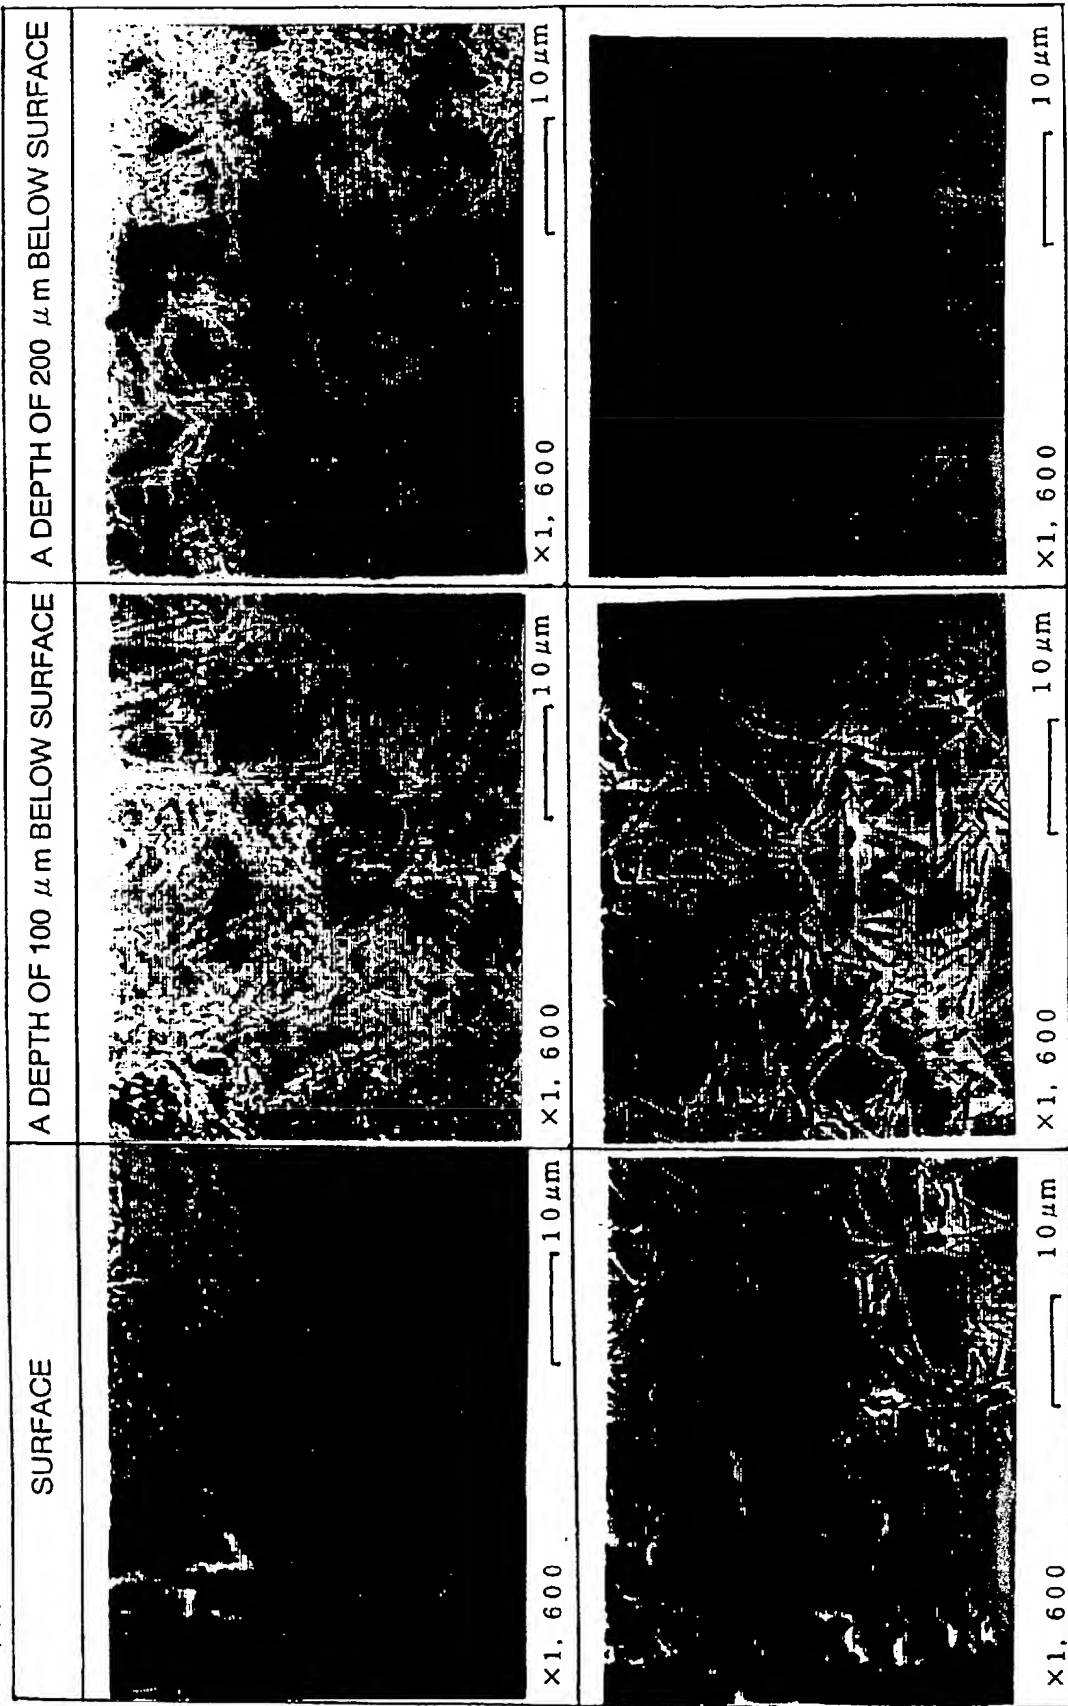 SURFACE
A DEPTH OF 100 μm BELOW SURFACE
A DEPTH OF 200 μm BELOW SURFACE
×1, 600
10μm
×1, 600
10μm
×1, 600
10μm
×1, 600
10μm
×1, 600
10μm
×1, 600
10μm